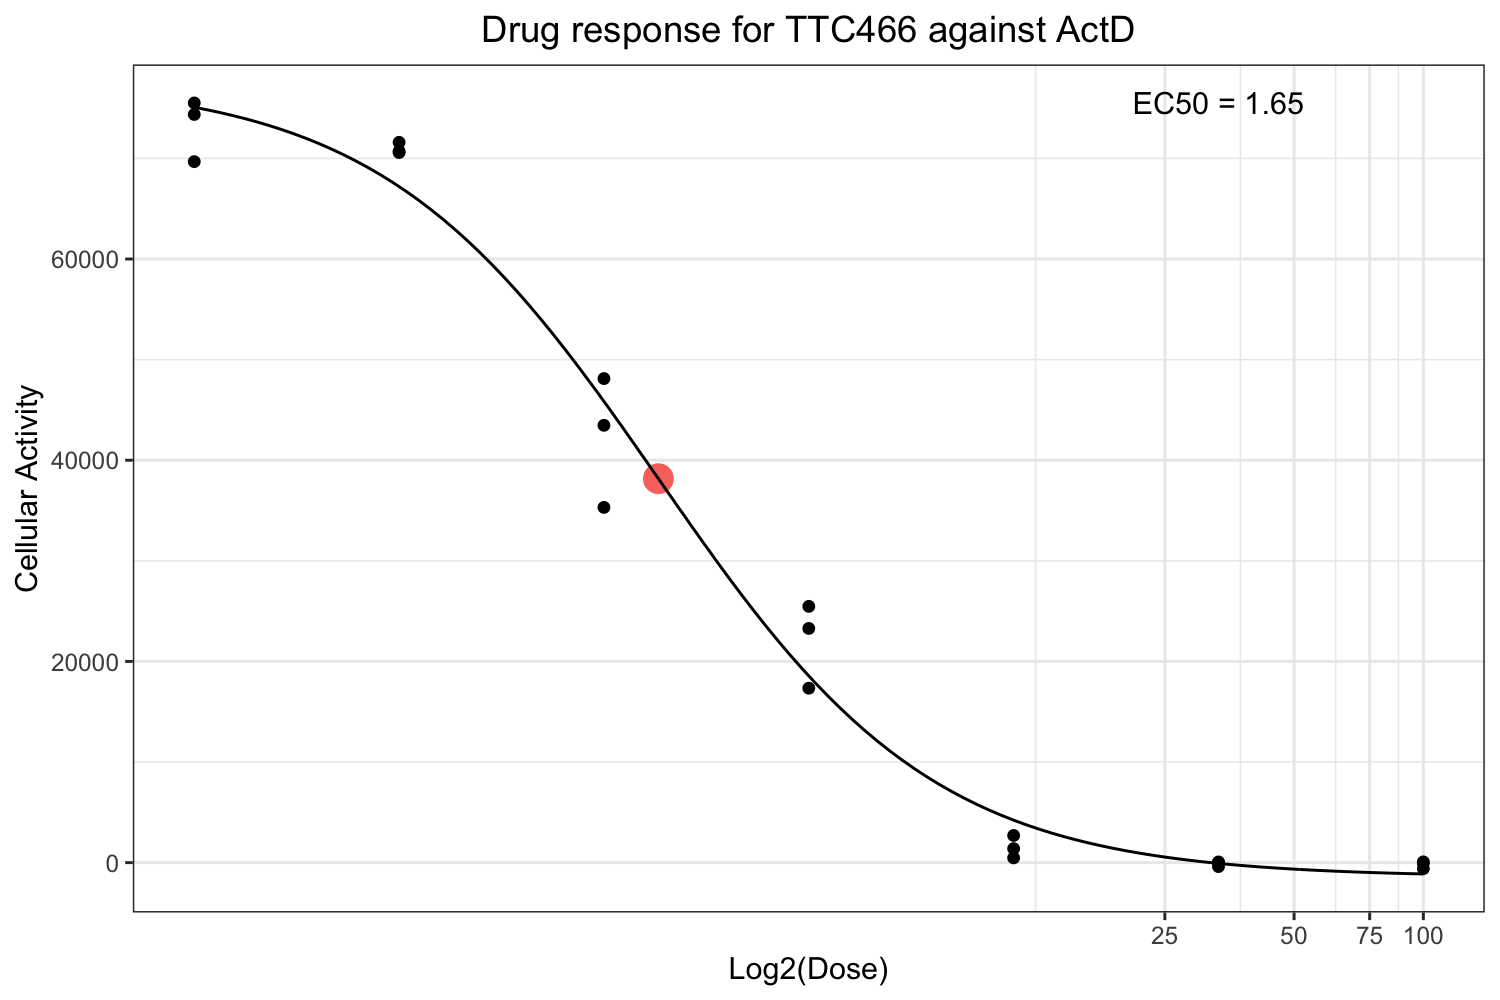 Drug response for TTC466 against ActD
EC50 = 1.65
Cellular Activity
60000
40000
20000
0
25 50 75 100
Log2(Dose)